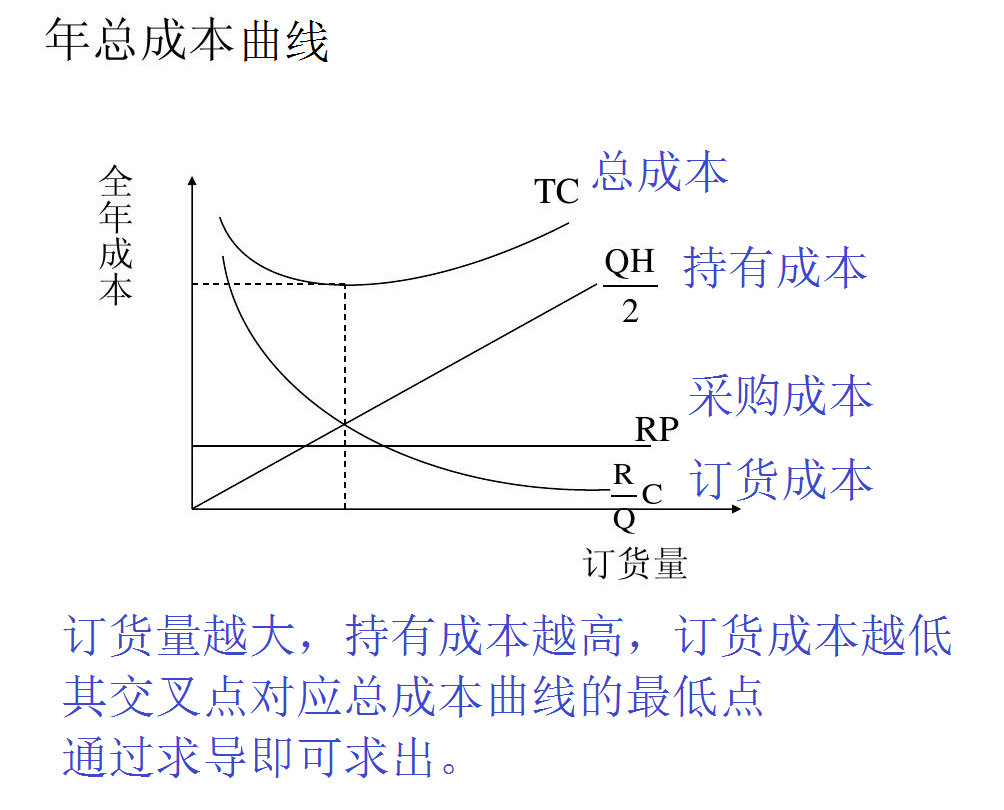 年总成本曲线
全年成本
TC 总成本
QH
2
持有成本
采购成本
RP
R
Q
C
订货成本
订货量
订货量越大，持有成本越高，订货成本越低
其交叉点对应总成本曲线的最低点
通过求导即可求出。